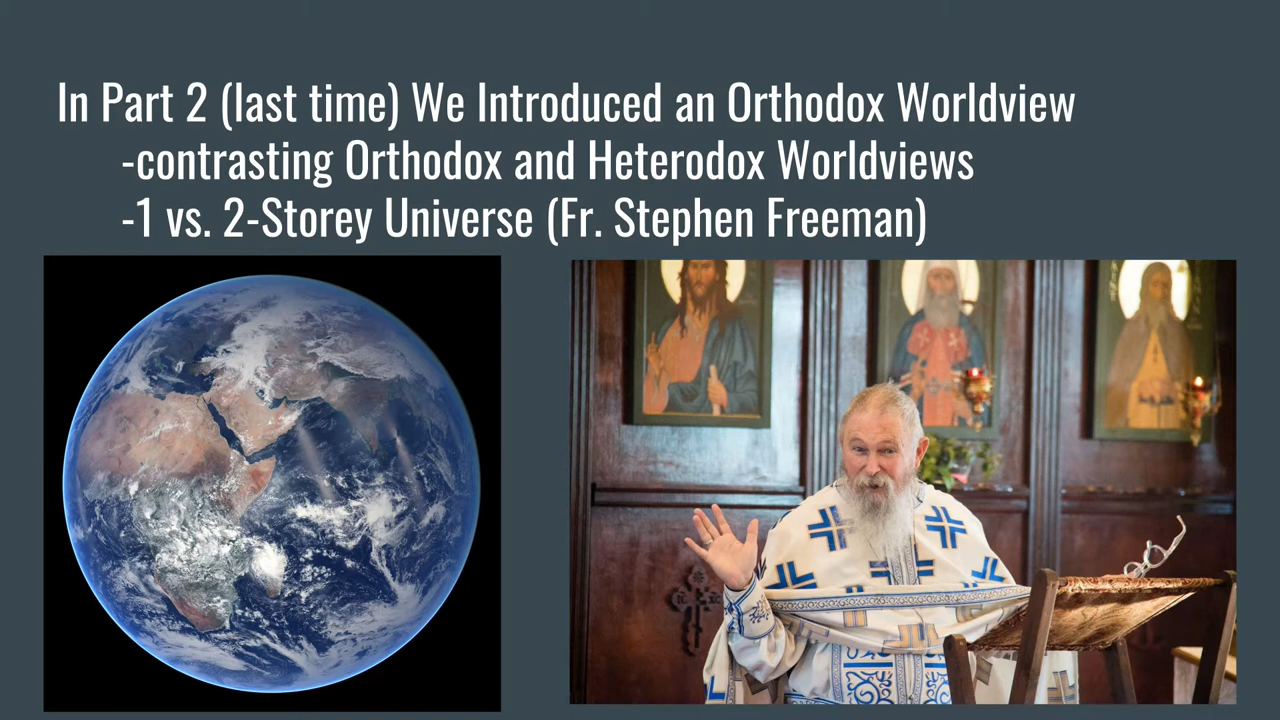 In Part 2 (last time) We Introduced an Orthodox Worldview
-contrasting Orthodox and Heterodox Worldviews
-1 vs. 2-Storey Universe (Fr. Stephen Freeman)